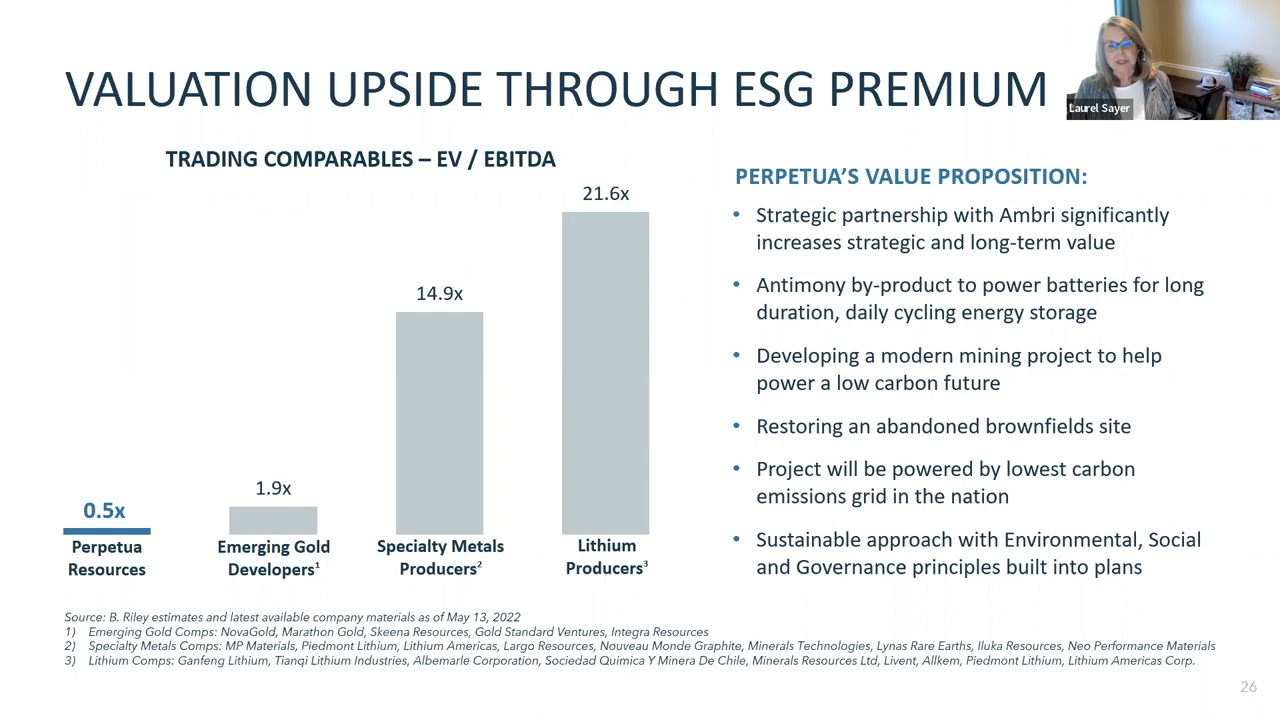 VALUATION UPSIDE THROUGH ESG PREMIUM
Laurel Sayer
TRADING COMPARABLES – EV / EBITDA
21.6x
14.9x
1.9x
0.5x
Perpetua
Resources
Emerging Gold
Developers¹
Specialty Metals
Producers²
Lithium
Producers³
PERPETUA’S VALUE PROPOSITION:
• Strategic partnership with Ambri significantly
increases strategic and long-term value
• Antimony by-product to power batteries for long
duration, daily cycling energy storage
• Developing a modern mining project to help
power a low carbon future
• Restoring an abandoned brownfields site
• Project will be powered by lowest carbon
emissions grid in the nation
• Sustainable approach with Environmental, Social
and Governance principles built into plans
Source: B. Riley estimates and latest available company materials as of May 13, 2022
1) Emerging Gold Comps: NovaGold, Marathon Gold, Skeena Resources, Gold Standard Ventures, Integra Resources
2) Specialty Metals Comps: MP Materials, Piedmont Lithium, Lithium Americas, Largo Resources, Nouveau Monde Graphite, Minerals Technologies, Lynas Rare Earths, Iluka Resources, Neo Performance Materials
3) Lithium Comps: Ganfeng Lithium, Tianqi Lithium Industries, Albemarle Corporation, Sociedad Quimica Y Minera De Chile, Minerals Resources Ltd, Livent, Allkem, Piedmont Lithium, Lithium Americas Corp.
26